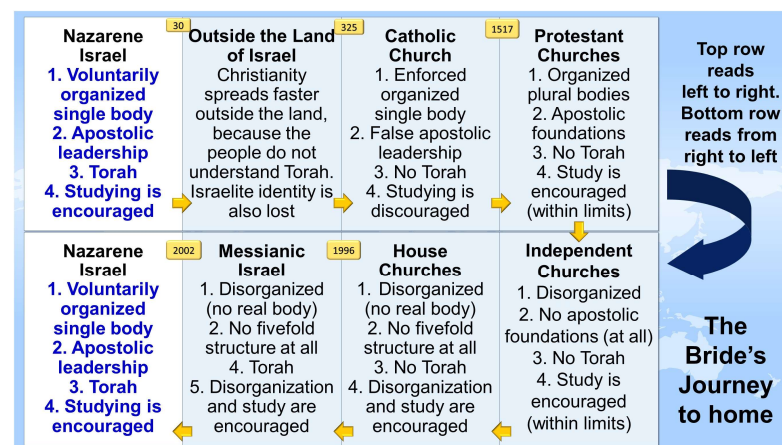 Nazarene
Israel
1. Voluntarily
organized
single body
2. Apostolic
leadership
3. Torah
4. Studying is
encouraged
30
Outside the Land
of Israel
Christianity
spreads faster
outside the land,
because the
people do not
understand Torah.
Israelite identity is
also lost
325
Catholic
Church
1. Enforced
organized
single body
2. False apostolic
leadership
3. No Torah
4. Studying is
discouraged
1517
Protestant
Churches
1. Organized
plural bodies
2. Apostolic
foundations
3. No Torah
4. Study is
encouraged
(within limits)
Top row
reads
left to right.
Bottom row
reads from
right to left
Independent
Churches
1. Disorganized
2. No apostolic
foundations (at all)
3. No Torah
4. Study is
encouraged
(within limits)
House
Churches
1. Disorganized
(no real body)
2. No fivefold
structure at all
3. No Torah
4. Disorganization
and study are
encouraged
1996
Messianic
Israel
1. Disorganized
(no real body)
2. No fivefold
structure at all
4. Torah
5. Disorganization
and study are
encouraged
2002
Nazarene
Israel
1. Voluntarily
organized
single body
2. Apostolic
leadership
3. Torah
4. Studying is
encouraged
The
Bride's
Journey
to home